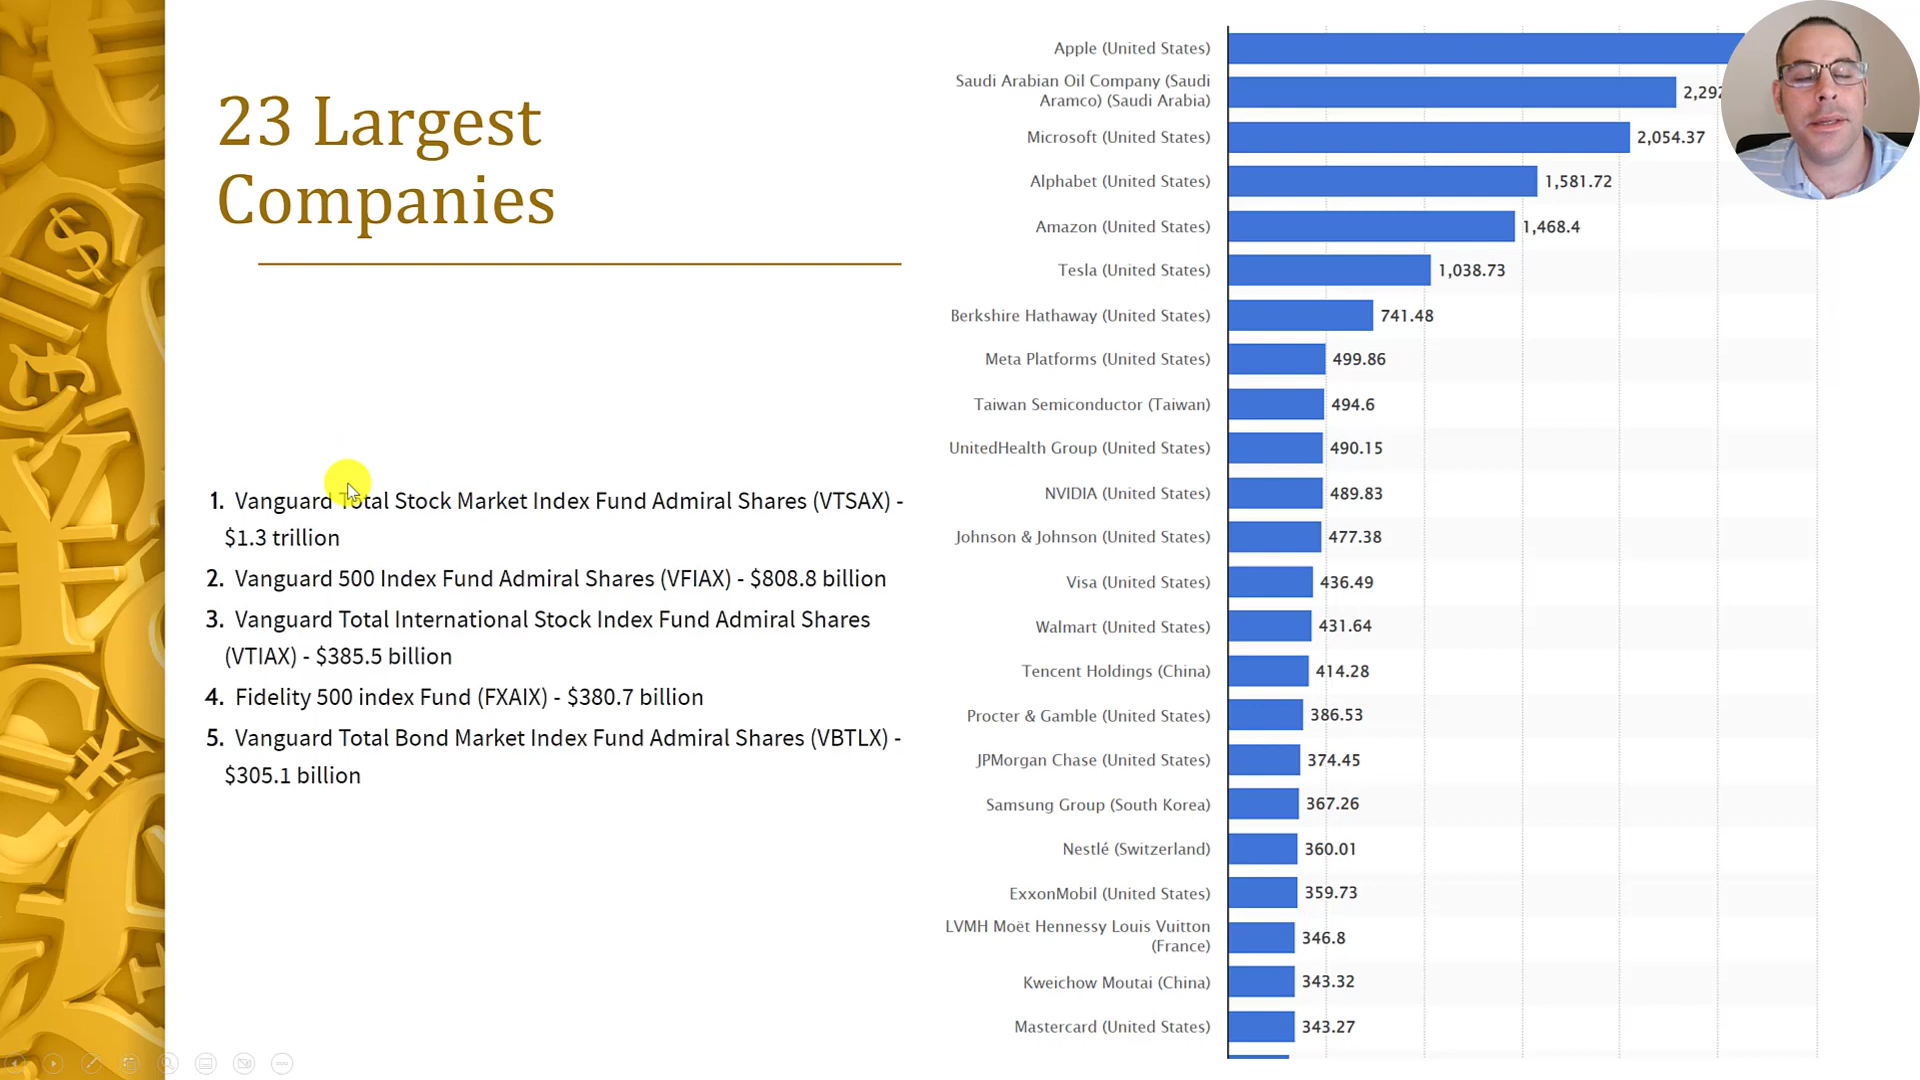 23 Largest
Companies
1. Vanguard Total Stock Market Index Fund Admiral Shares (VTSAX) -
$1.3 trillion
2. Vanguard 500 Index Fund Admiral Shares (VFIAX) - $808.8 billion
3. Vanguard Total International Stock Index Fund Admiral Shares
(VTIAX) - $385.5 billion
4. Fidelity 500 index Fund (FXAIX) - $380.7 billion
5. Vanguard Total Bond Market Index Fund Admiral Shares (VBTLX) -
$305.1 billion
Apple (United States)
Saudi Arabian Oil Company (Saudi
Aramco) (Saudi Arabia) 2,292
Microsoft (United States) 2,054.37
Alphabet (United States) 1,581.72
Amazon (United States) 1,468.4
Tesla (United States) 1,038.73
Berkshire Hathaway (United States) 741.48
Meta Platforms (United States) 499.86
Taiwan Semiconductor (Taiwan) 494.6
UnitedHealth Group (United States) 490.15
NVIDIA (United States) 489.83
Johnson & Johnson (United States) 477.38
Visa (United States) 436.49
Walmart (United States) 431.64
Tencent Holdings (China) 414.28
Procter & Gamble (United States) 386.53
JPMorgan Chase (United States) 374.45
Samsung Group (South Korea) 367.26
Nestlé (Switzerland) 360.01
ExxonMobil (United States) 359.73
LVMH Moët Hennessy Louis Vuitton
(France) 346.8
Kweichow Moutai (China) 343.32
Mastercard (United States) 343.27